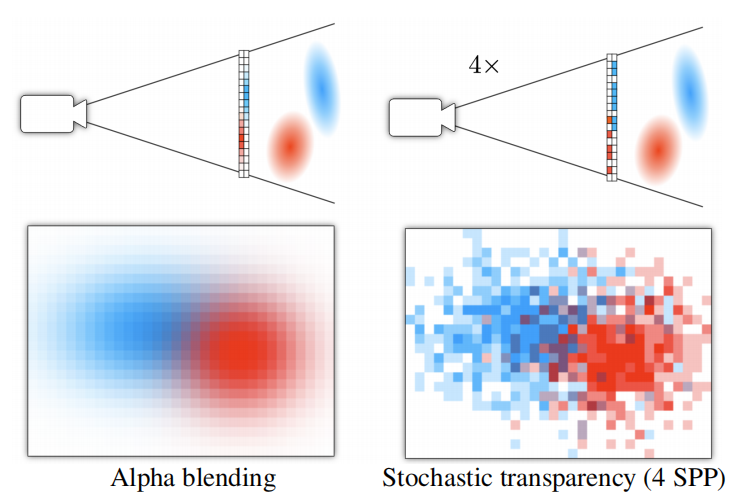 4×
Alpha blending
Stochastic transparency (4 SPP)